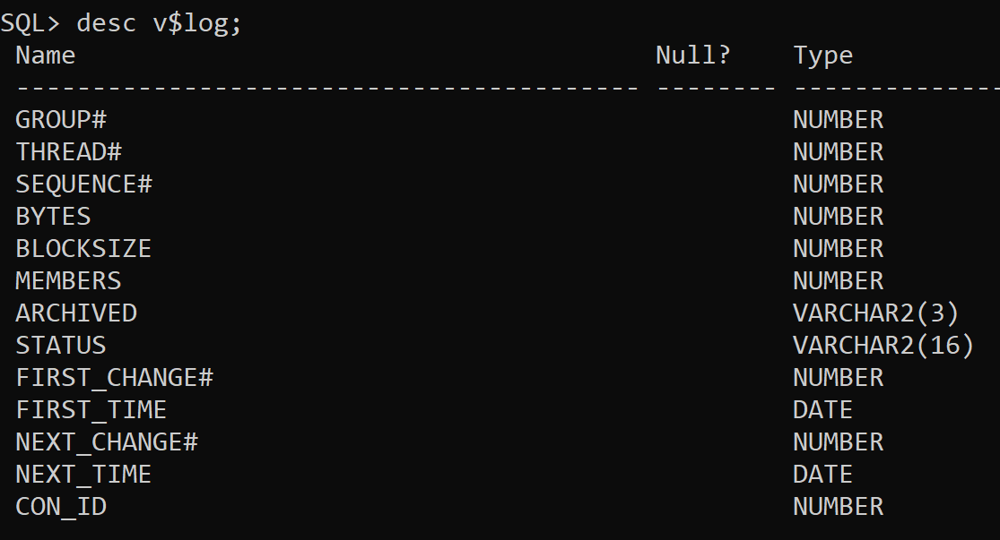 SQL> desc v$log;
Name Null? Type
----------------------------------------- -------- --------------
GROUP# NUMBER
THREAD# NUMBER
SEQUENCE# NUMBER
BYTES NUMBER
BLOCKSIZE NUMBER
MEMBERS NUMBER
ARCHIVED VARCHAR2(3)
STATUS VARCHAR2(16)
FIRST_CHANGE# NUMBER
FIRST_TIME DATE
NEXT_CHANGE# NUMBER
NEXT_TIME DATE
CON_ID NUMBER